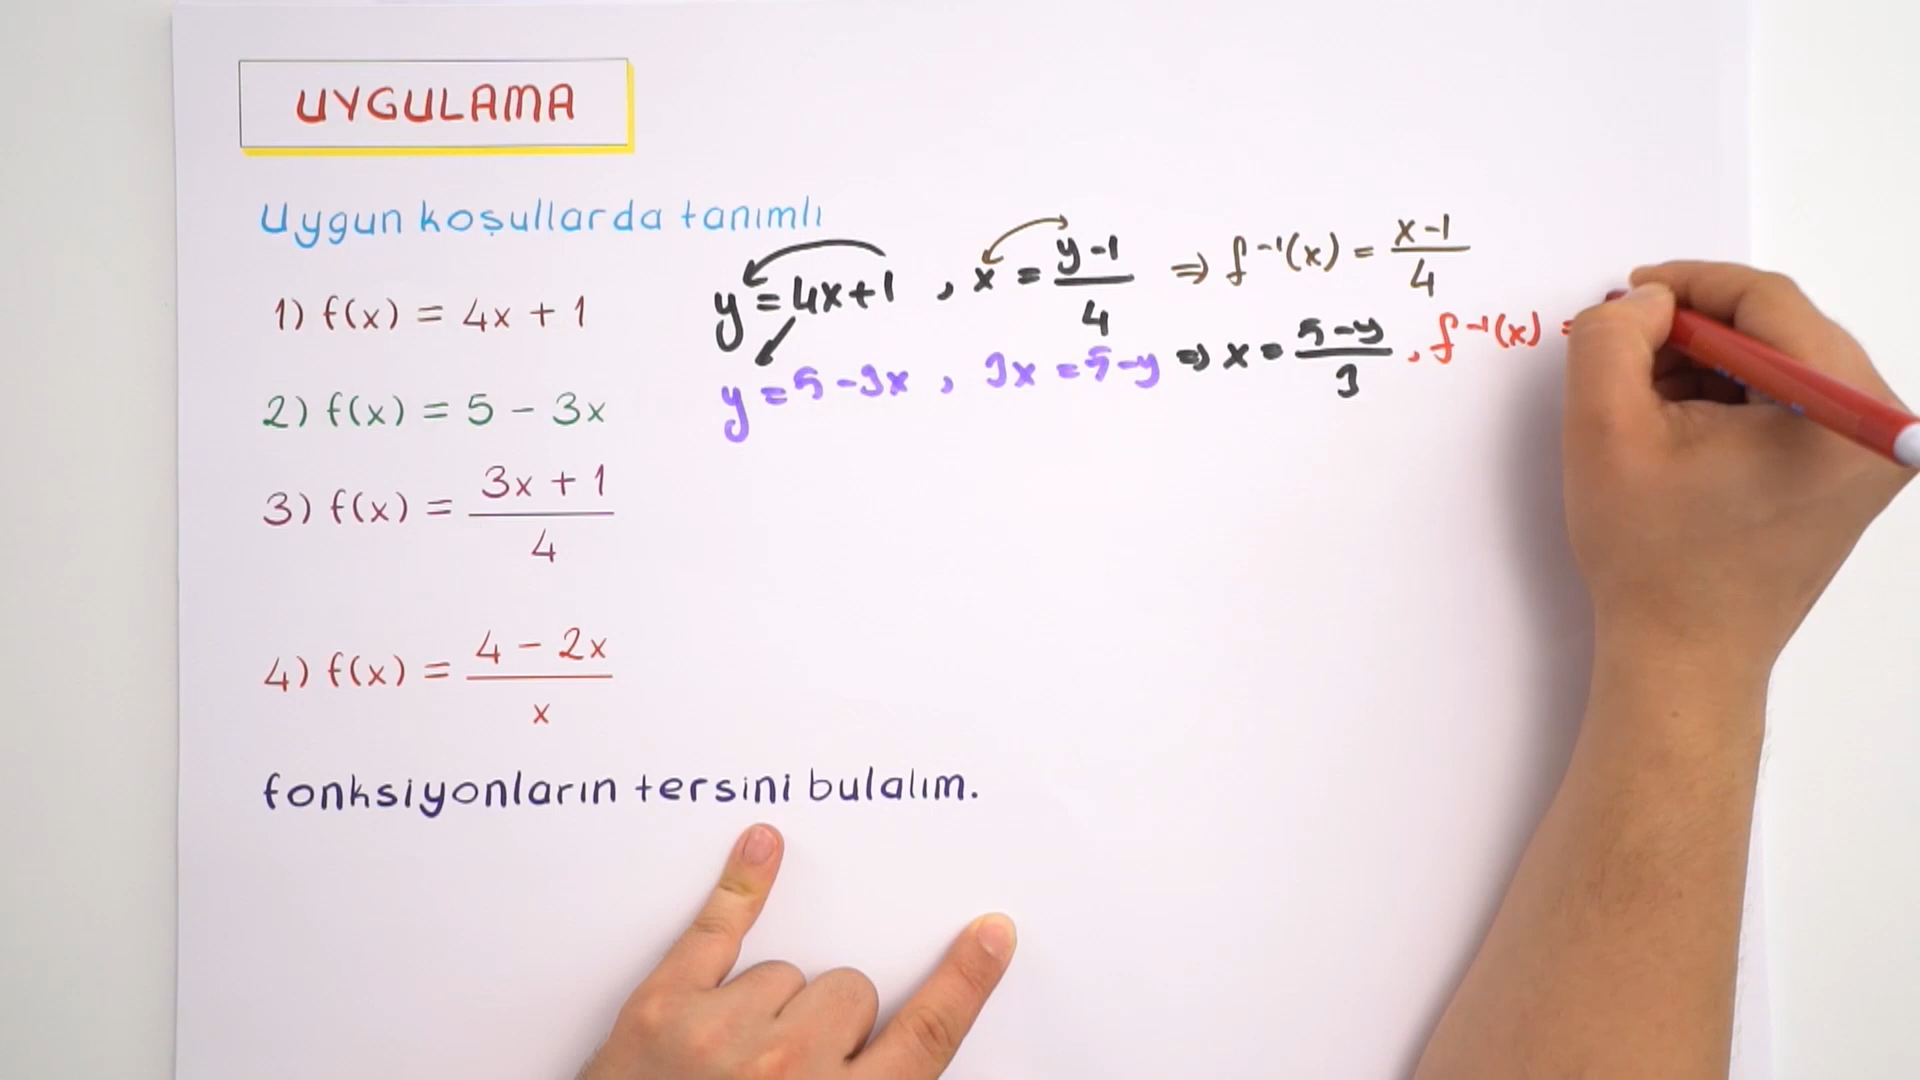 UYGULAMA
Uygun koşullarda tanımlı
1) f(x) = 4x + 1
2) f(x) = 5 - 3x
3) f(x) = (3x + 1)/4
4) f(x) = (4 - 2x)/x
fonksiyonların tersini bulalım.
y = 4x+1 , x = (y-1)/4 ⇒ f⁻¹(x) = (x-1)/4
y = 5-3x , 3x = 5-y ⇒ x = (5-y)/3 , f⁻¹(x) =